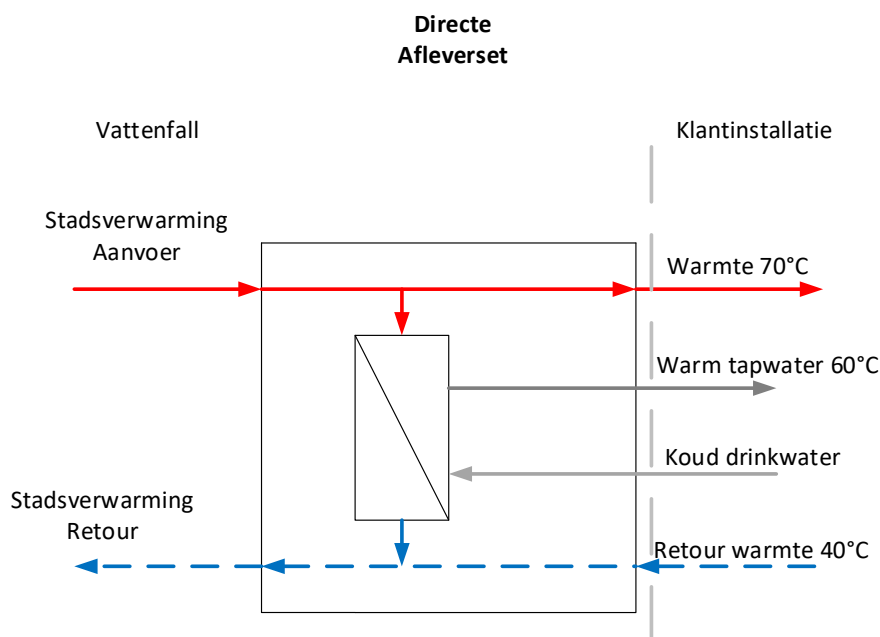 Directe
Afleverset
Vattenfall
Klantinstallatie
Stadsverwarming
Aanvoer
Warmte 70°C
Warm tapwater 60°C
Koud drinkwater
Stadsverwarming
Retour
Retour warmte 40°C